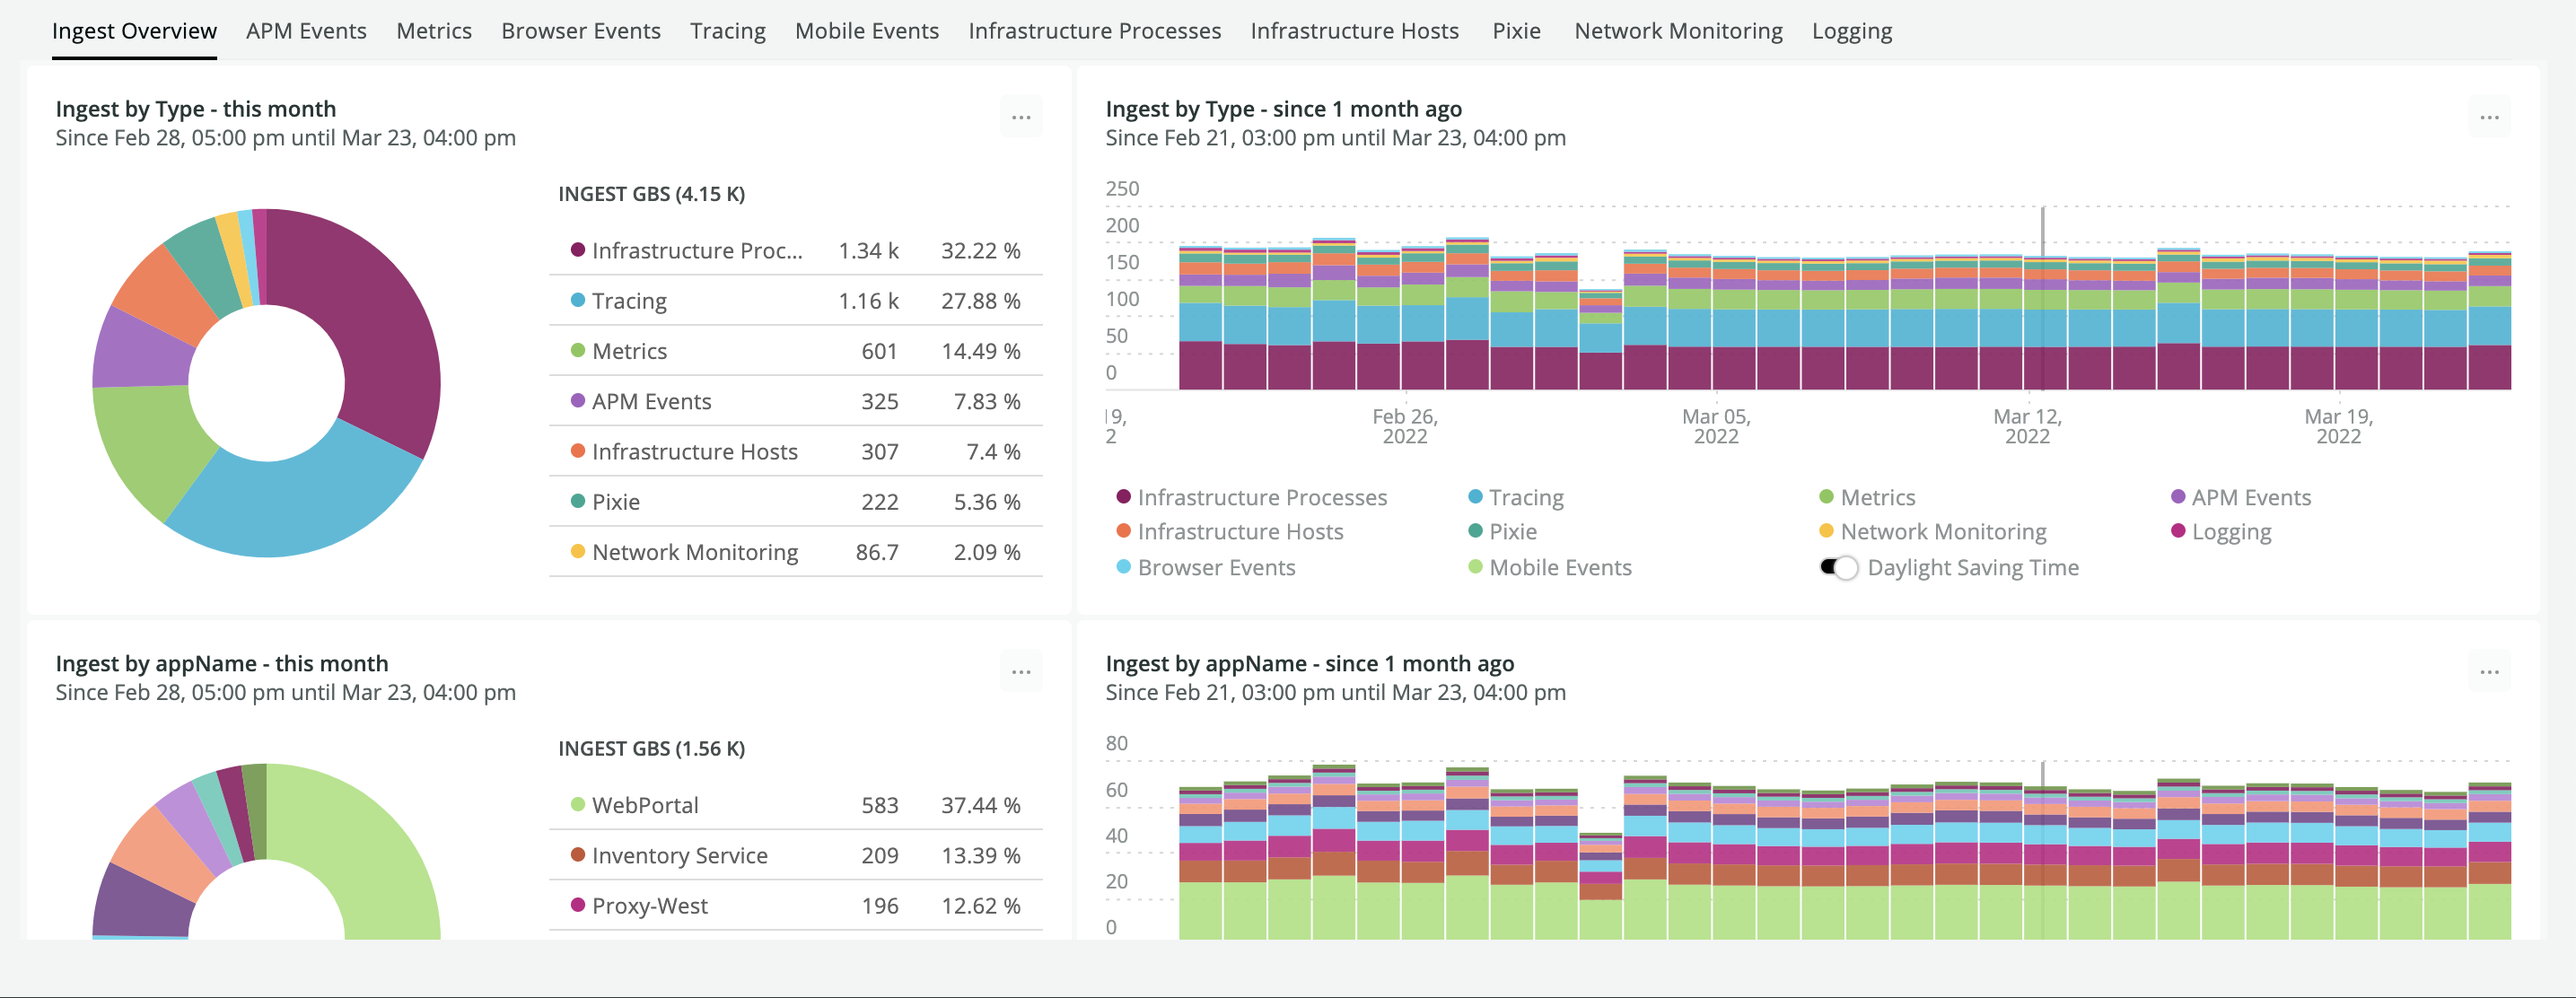 Ingest Overview APM Events Metrics Browser Events Tracing Mobile Events Infrastructure Processes Infrastructure Hosts Pixie Network Monitoring Logging
Ingest by Type - this month
Since Feb 28, 05:00 pm until Mar 23, 04:00 pm
...
INGEST GBS (4.15 K)
Infrastructure Proc... 1.34 k 32.22 %
Tracing 1.16 k 27.88 %
Metrics 601 14.49 %
APM Events 325 7.83 %
Infrastructure Hosts 307 7.4 %
Pixie 222 5.36 %
Network Monitoring 86.7 2.09 %
Ingest by Type - since 1 month ago
Since Feb 21, 03:00 pm until Mar 23, 04:00 pm
...
250
200
150
100
50
0
19, Feb 26, Mar 05, Mar 12, Mar 19,
2 2022 2022 2022 2022
Infrastructure Processes Tracing Metrics APM Events
Infrastructure Hosts Pixie Network Monitoring Logging
Browser Events Mobile Events Daylight Saving Time
Ingest by appName - this month
Since Feb 28, 05:00 pm until Mar 23, 04:00 pm
...
INGEST GBS (1.56 K)
WebPortal 583 37.44 %
Inventory Service 209 13.39 %
Proxy-West 196 12.62 %
Ingest by appName - since 1 month ago
Since Feb 21, 03:00 pm until Mar 23, 04:00 pm
...
80
60
40
20
0